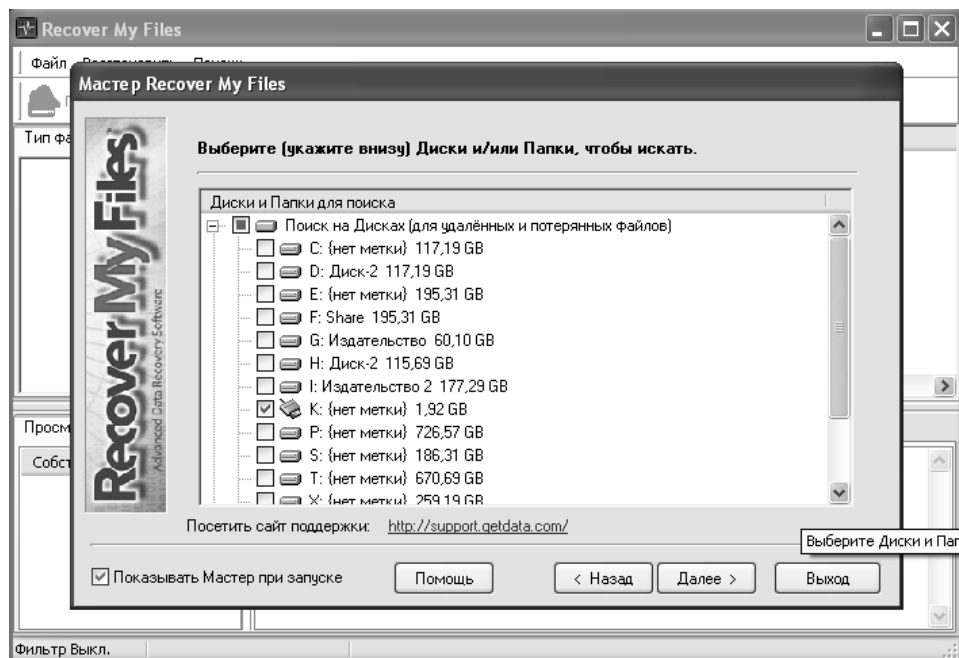 Recover My Files
Файл
Мастер Recover My Files
Тип фа
Recover My Files
Advanced Data Recovery Software
Выберите (укажите внизу) Диски и/или Папки, чтобы искать.
Диски и Папки для поиска
Поиск на Дисках (для удалённых и потерянных файлов)
C: {нет метки} 117,19 GB
D: Диск-2 117,19 GB
E: {нет метки} 195,31 GB
F: Share 195,31 GB
G: Издательство 60,10 GB
H: Диск-2 115,69 GB
I: Издательство 2 177,29 GB
K: {нет метки} 1,92 GB
P: {нет метки} 726,57 GB
S: {нет метки} 186,31 GB
T: {нет метки} 670,69 GB
X: {нет метки} 259,19 GB
Просм
Собст
Посетить сайт поддержки: http://support.getdata.com/
Выберите Диски и Пап
Показывать Мастер при запуске
Помощь
< Назад
Далее >
Выход
Фильтр Выкл.